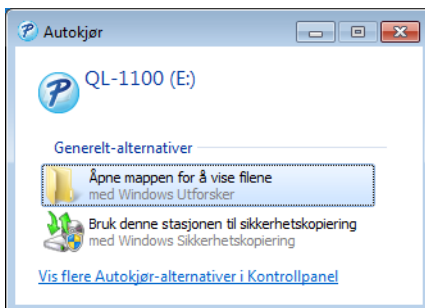 Autokjør
QL-1100 (E:)
Generelt-alternativer
Åpne mappen for å vise filene
med Windows Utforsker
Bruk denne stasjonen til sikkerhetskopiering
med Windows Sikkerhetskopiering
Vis flere Autokjør-alternativer i Kontrollpanel